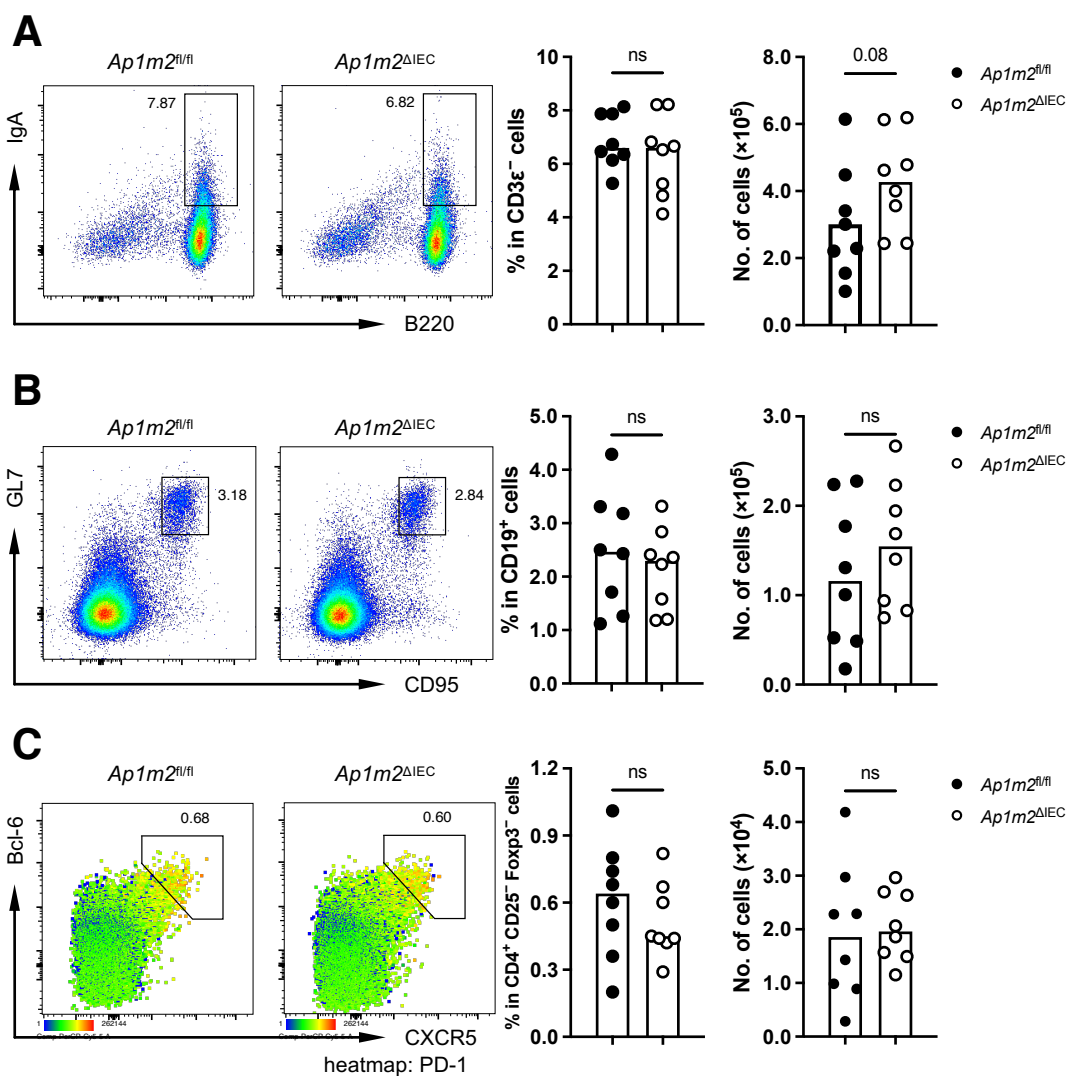 A
Ap1m2fl/fl
Ap1m2ΔIEC
IgA
7.87
6.82
B220
% in CD3ε− cells
10
8
6
4
2
0
ns
No. of cells (×10⁵)
8.0
6.0
4.0
2.0
0.0
0.08
Ap1m2fl/fl
Ap1m2ΔIEC
B
Ap1m2fl/fl
Ap1m2ΔIEC
GL7
3.18
2.84
CD95
% in CD19⁺ cells
5.0
4.0
3.0
2.0
1.0
0.0
ns
No. of cells (×10⁵)
3.0
2.0
1.0
0.0
ns
Ap1m2fl/fl
Ap1m2ΔIEC
C
Ap1m2fl/fl
Ap1m2ΔIEC
Bcl-6
0.68
0.60
1 262144
1 262144
CXCR5
heatmap: PD-1
% in CD4⁺ CD25− Foxp3− cells
1.2
0.9
0.6
0.3
0.0
ns
No. of cells (×10⁴)
5.0
4.0
3.0
2.0
1.0
0.0
ns
Ap1m2fl/fl
Ap1m2ΔIEC